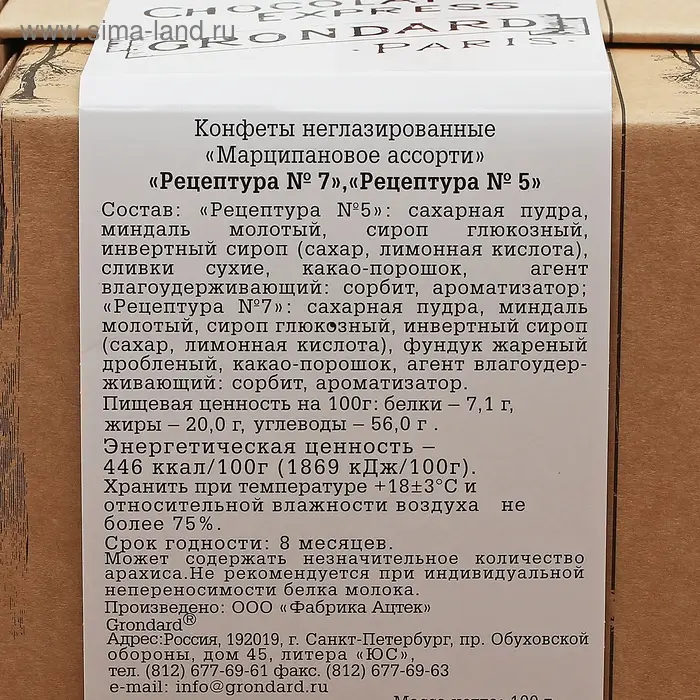 CHOCOLAT
www.sima-land.ru
EXPRESS
GRONDARD
· PARIS ·
Конфеты неглазированные
«Марципановое ассорти»
«Рецептура № 7»,«Рецептура № 5»
Состав: «Рецептура №5»: сахарная пудра,
миндаль молотый, сироп глюкозный,
инвертный сироп (сахар, лимонная кислота),
сливки сухие, какао-порошок, агент
влагоудерживающий: сорбит, ароматизатор;
«Рецептура №7»: сахарная пудра, миндаль
молотый, сироп глюкозный, инвертный сироп
(сахар, лимонная кислота), фундук жареный
дробленый, какао-порошок, агент влагоудер-
живающий: сорбит, ароматизатор.
Пищевая ценность на 100г: белки – 7,1 г,
жиры – 20,0 г, углеводы – 56,0 г .
Энергетическая ценность –
446 ккал/100г (1869 кДж/100г).
Хранить при температуре +18±3°С и
относительной влажности воздуха не
более 75%.
Срок годности: 8 месяцев.
Может содержать незначительное количество
арахиса.Не рекомендуется при индивидуальной
непереносимости белка молока.
Произведено: ООО «Фабрика Ацтек»
Grondard®
Адрес:Россия, 192019, г. Санкт-Петербург, пр. Обуховской
обороны, дом 45, литера «ЮС»,
тел. (812) 677-69-61 факс. (812) 677-69-63
e-mail: info@grondard.ru
Масса нетто: 100 г